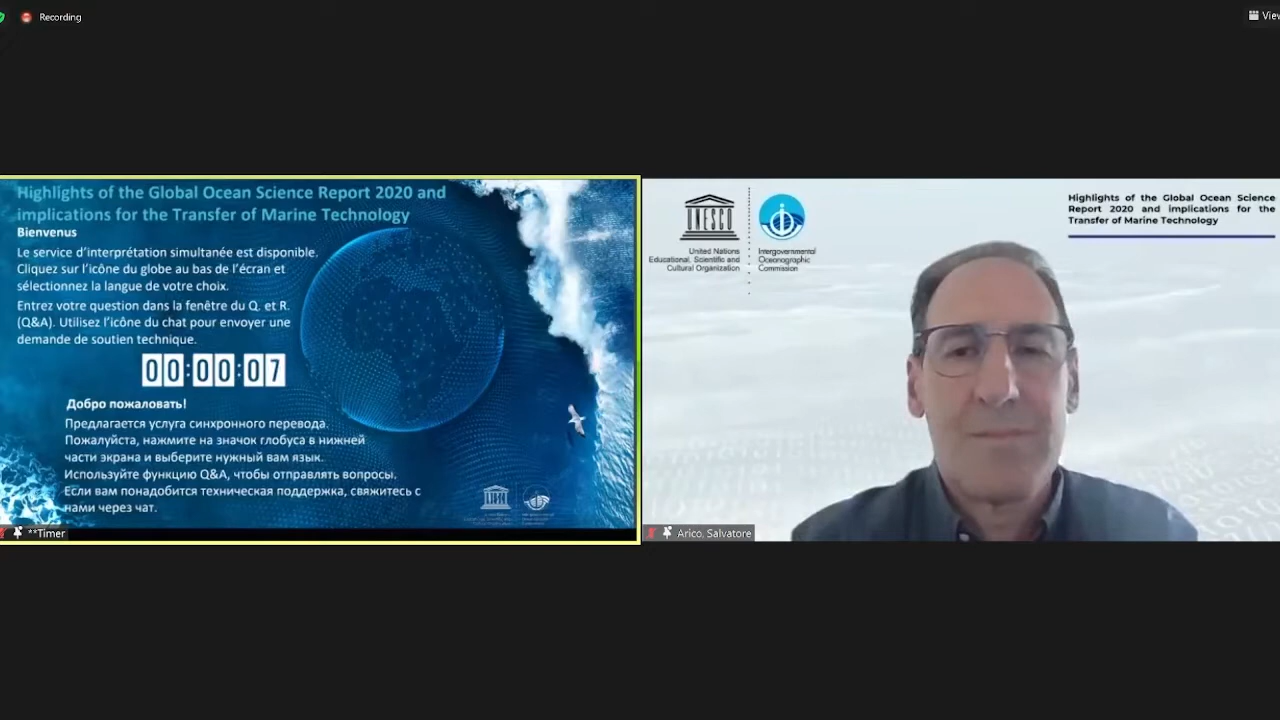 Recording
View
Highlights of the Global Ocean Science Report 2020 and
implications for the Transfer of Marine Technology
Bienvenus
Le service d'interprétation simultanée est disponible.
Cliquez sur l'icône du globe au bas de l'écran et
sélectionnez la langue de votre choix.
Entrez votre question dans la fenêtre du Q. et R.
(Q&A). Utilisez l'icône du chat pour envoyer une
demande de soutien technique.
00:00:07
Добро пожаловать!
Предлагается услуга синхронного перевода.
Пожалуйста, нажмите на значок глобуса в нижней
части экрана и выберите нужный вам язык.
Используйте функцию Q&A, чтобы отправлять вопросы.
Если вам понадобится техническая поддержка, свяжитесь с
нами через чат.
**Timer
UNESCO
United Nations
Educational, Scientific and
Cultural Organization
Intergovernmental
Oceanographic
Commission
Highlights of the Global Ocean Science
Report 2020 and implications for the
Transfer of Marine Technology
Arico, Salvatore